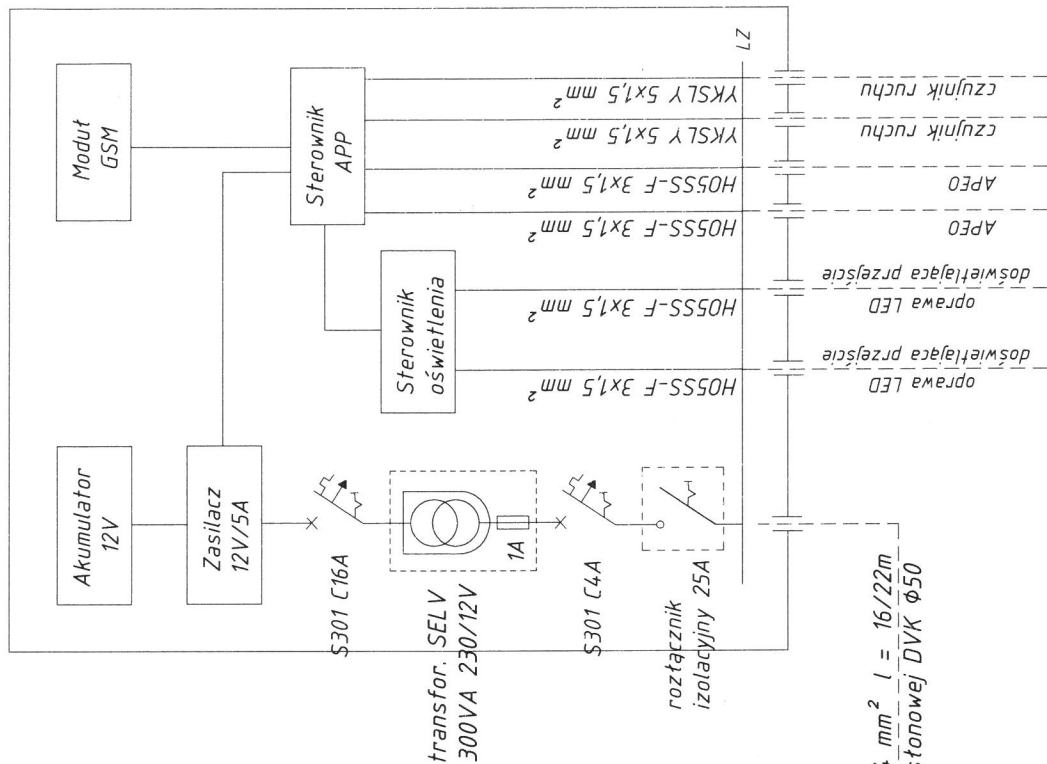 Moduł
GSM
Akumulator
12V
Zasilacz
12V/5A
Sterownik
APP
Sterownik
oświetlenia
S301 C16A
transfor. SELV
300VA 230/12V
1A
S301 C4A
rozłącznik
izolacyjny 25A
LZ
YKSLY 5x1,5 mm²
YKSLY 5x1,5 mm²
HO5SS-F 3x1,5 mm²
HO5SS-F 3x1,5 mm²
HO5SS-F 3x1,5 mm²
HO5SS-F 3x1,5 mm²
czujnik ruchu
czujnik ruchu
APEO
APEO
oprawa LED
doświetlająca przejście
oprawa LED
doświetlająca przejście
mm² l = 16/22m
DVK Φ50